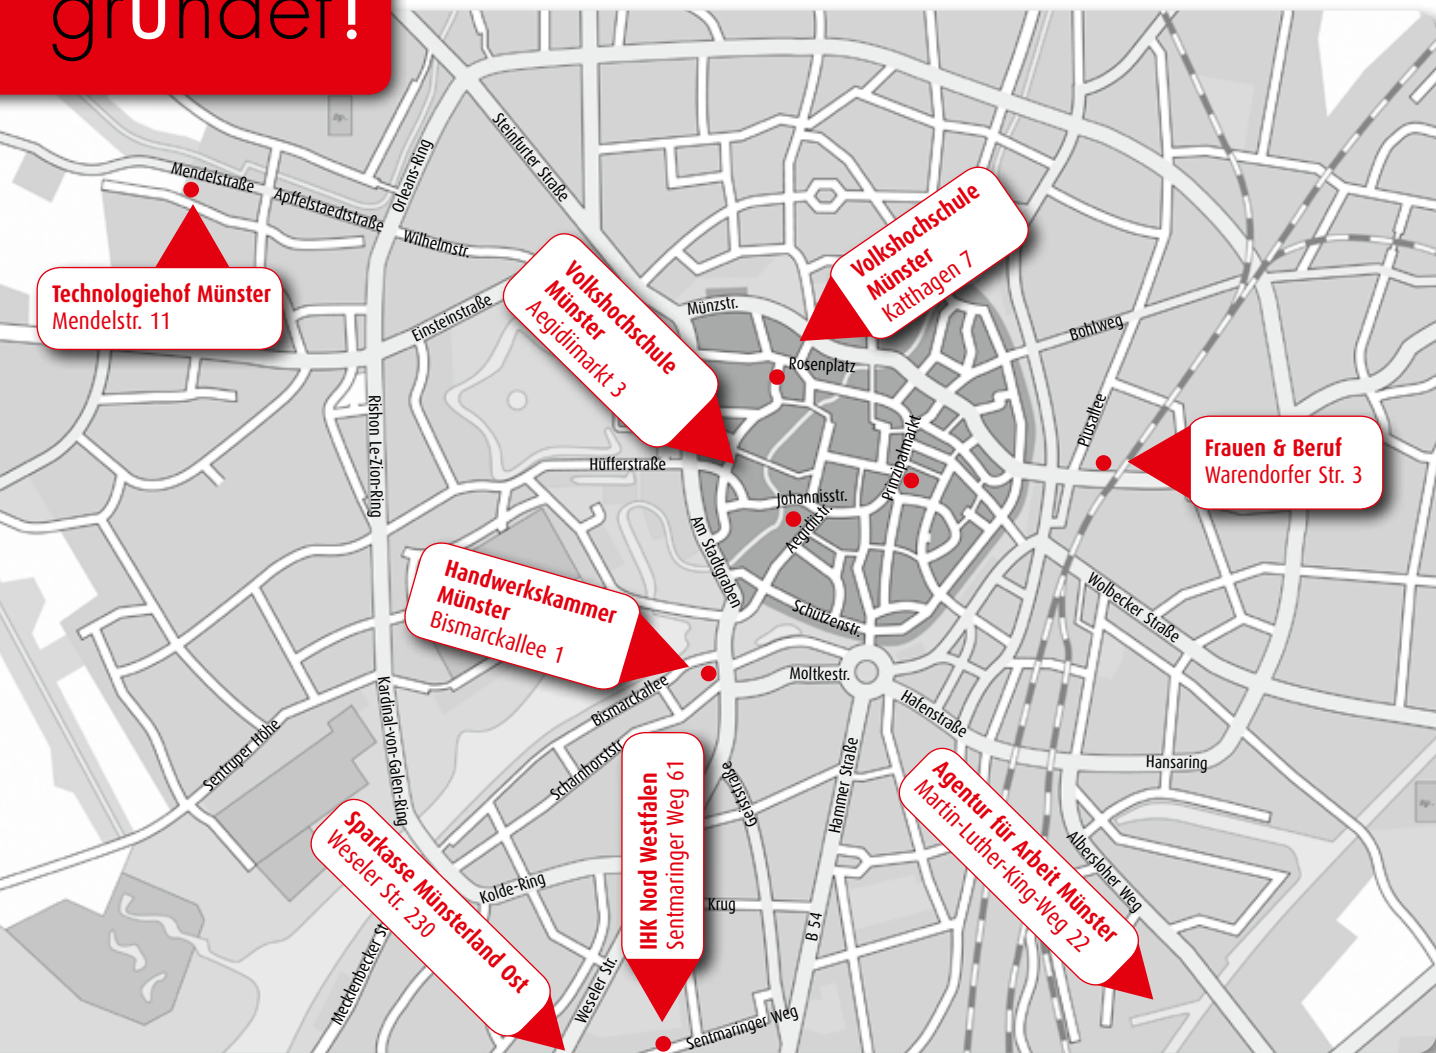 gründet!
Steinfurter Straße
Orleans-Ring
Mendelstraße
Apffelstaedtstraße
Wilhelmstr.
Technologiehof Münster
Mendelstr. 11
Einsteinstraße
Volkshochschule
Münster
Aegidiimarkt 3
Volkshochschule
Münster
Katthagen 7
Münzstr.
Rosenplatz
Bohlweg
Piusallee
Prinzipalmarkt
Frauen & Beruf
Warendorfer Str. 3
Rishon Le-Zion-Ring
Hüfferstraße
Johannisstr.
Aegidiistr.
Am Stadtgraben
Schützenstr.
Handwerkskammer
Münster
Bismarckallee 1
Wolbecker Straße
Moltkestr.
Bismarckallee
Hafenstraße
Kardinal-von-Galen-Ring
Sentruper Höhe
Scharnhorststr.
Geiststraße
Hammer Straße
Hansaring
IHK Nord Westfalen
Sentmaringer Weg 61
Agentur für Arbeit Münster
Martin-Luther-King-Weg 22
Albersloher Weg
Sparkasse Münsterland Ost
Weseler Str. 230
Kolde-Ring
Krug
B 54
Mecklenbecker St
Weseler Str.
Sentmaringer Weg